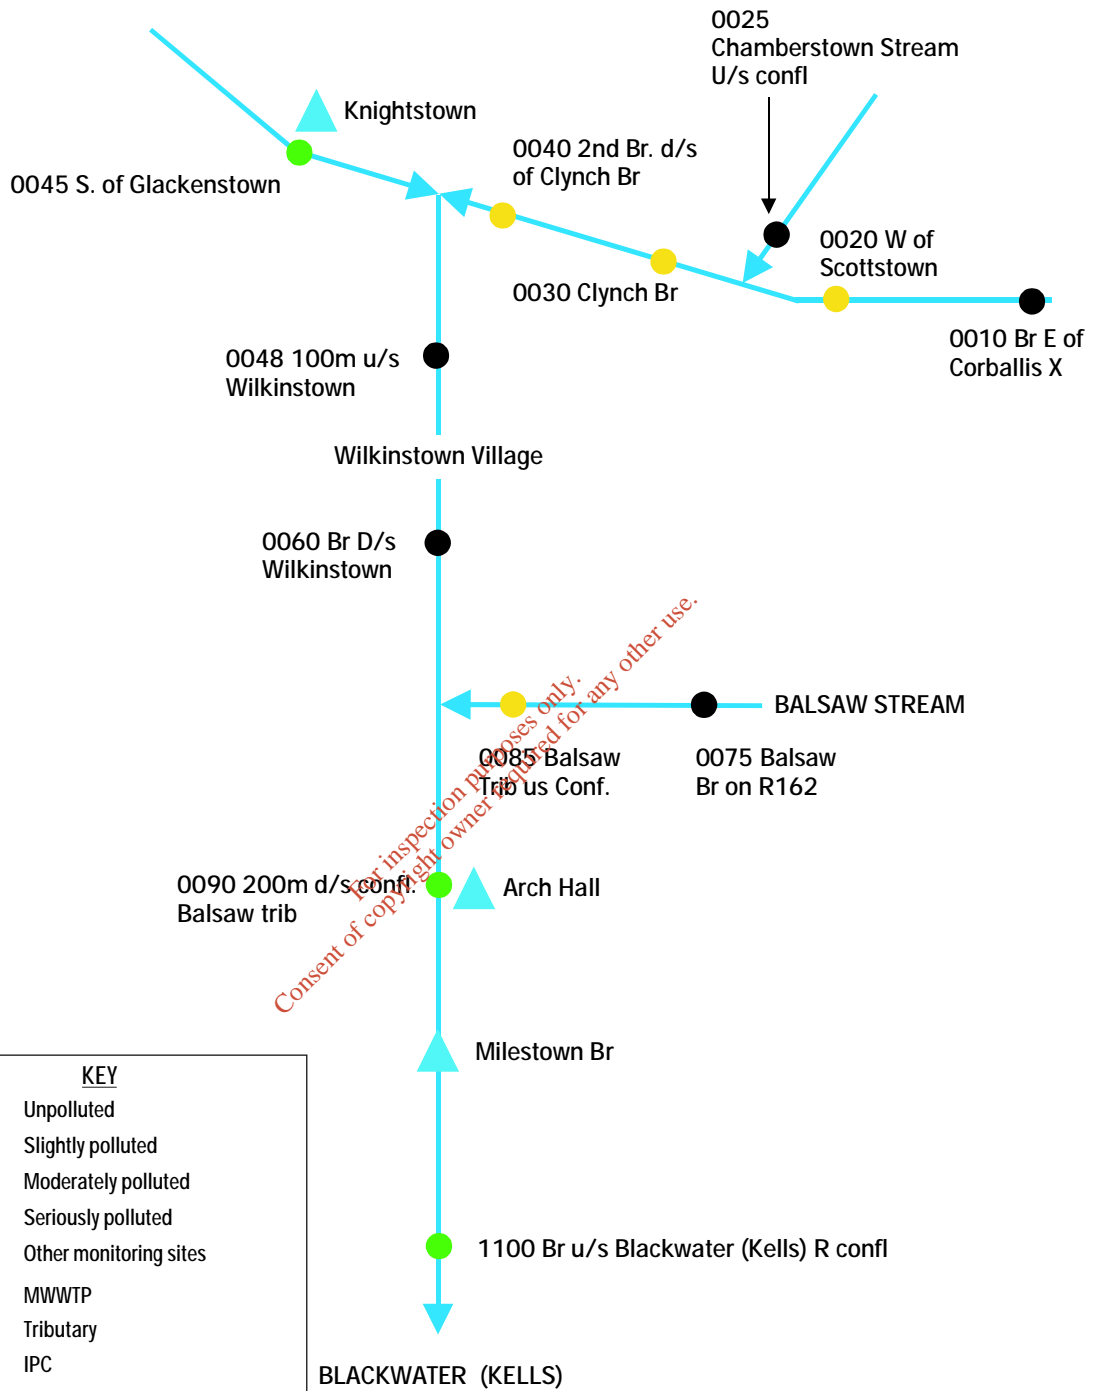 0025
Chamberstown Stream
U/s confl
Knightstown
0040 2nd Br. d/s
of Clynch Br
0045 S. of Glackenstown
0020 W of
Scottstown
0030 Clynch Br
0010 Br E of
Corballis X
0048 100m u/s
Wilkinstown
Wilkinstown Village
0060 Br D/s
Wilkinstown
BALSAW STREAM
0085 Balsaw
Trib us Conf.
0075 Balsaw
Br on R162
For inspection purposes only.
Consent of copyright owner required for any other use.
0090 200m d/s confl.
Balsaw trib
Arch Hall
Milestown Br
KEY
Unpolluted
Slightly polluted
Moderately polluted
Seriously polluted
Other monitoring sites
MWWTP
Tributary
IPC
1100 Br u/s Blackwater (Kells) R confl
BLACKWATER (KELLS)